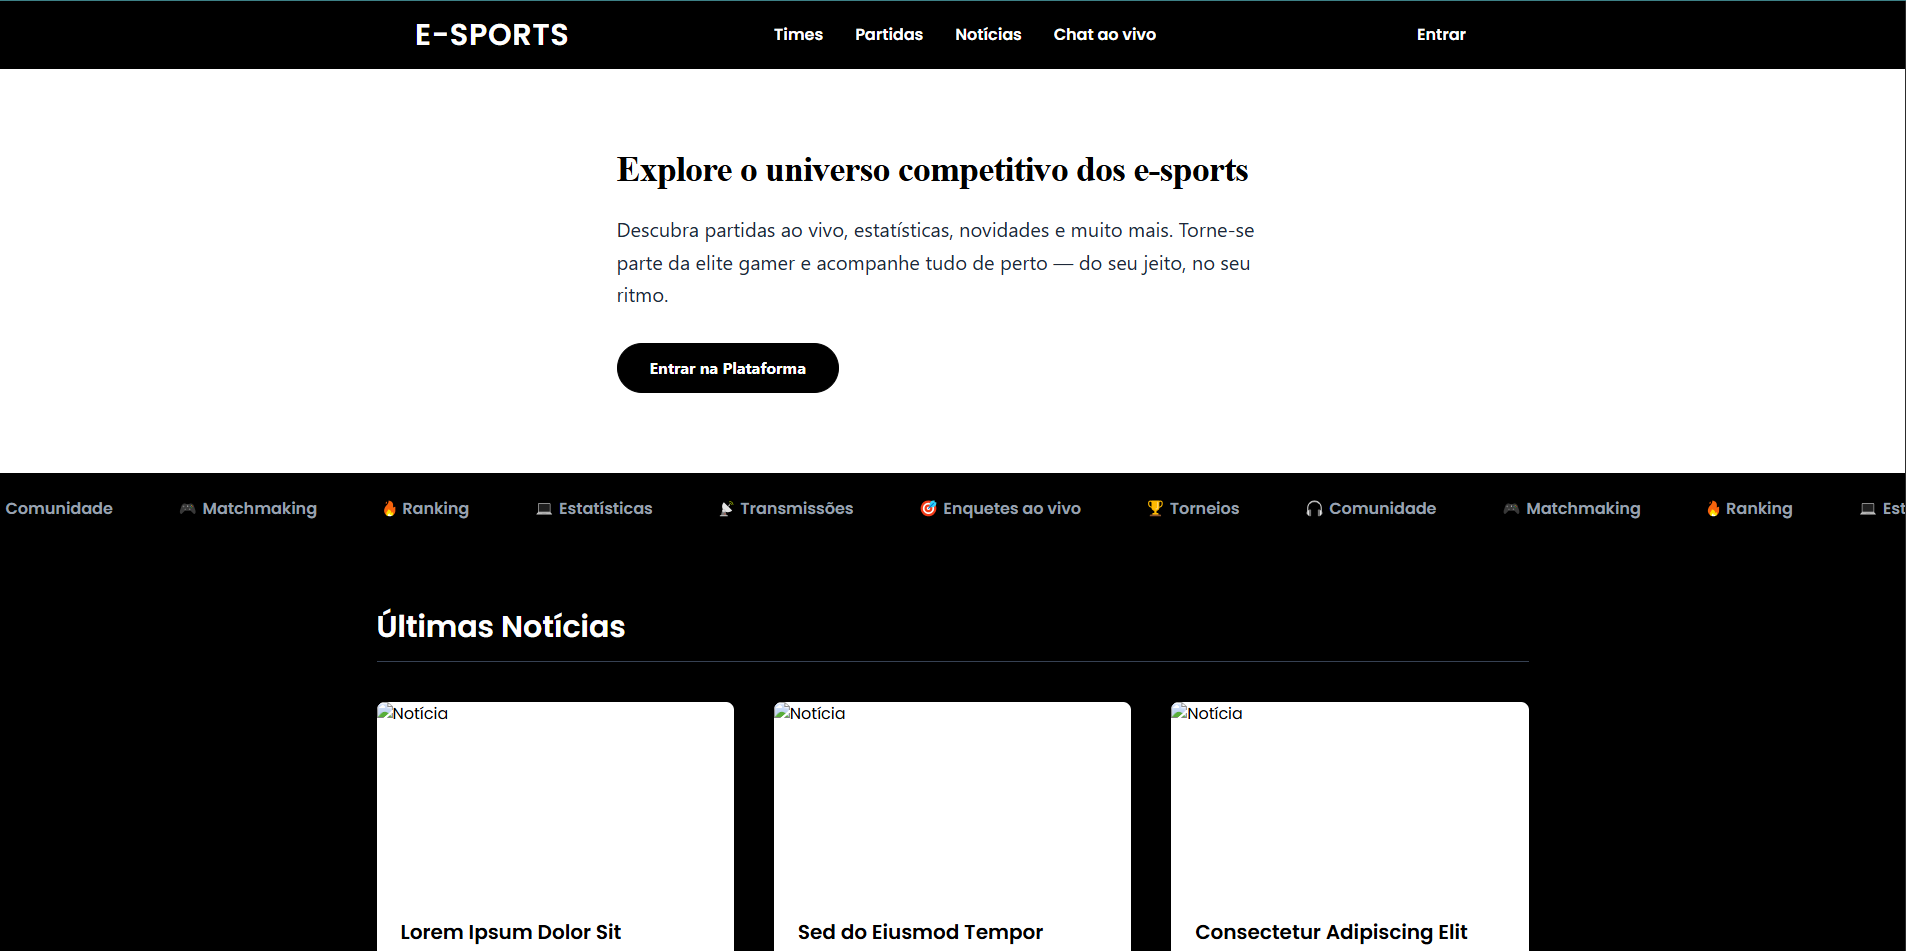 E-SPORTS
Times Partidas Notícias Chat ao vivo
Entrar
Explore o universo competitivo dos e-sports
Descubra partidas ao vivo, estatísticas, novidades e muito mais. Torne-se
parte da elite gamer e acompanhe tudo de perto — do seu jeito, no seu
ritmo.
Entrar na Plataforma
Comunidade 🎮 Matchmaking 🔥 Ranking 💻 Estatísticas 📡 Transmissões 🎯 Enquetes ao vivo 🏆 Torneios 🎧 Comunidade 🎮 Matchmaking 🔥 Ranking 💻 Est
Últimas Notícias
Notícia Notícia Notícia
Lorem Ipsum Dolor Sit
Sed do Eiusmod Tempor
Consectetur Adipiscing Elit